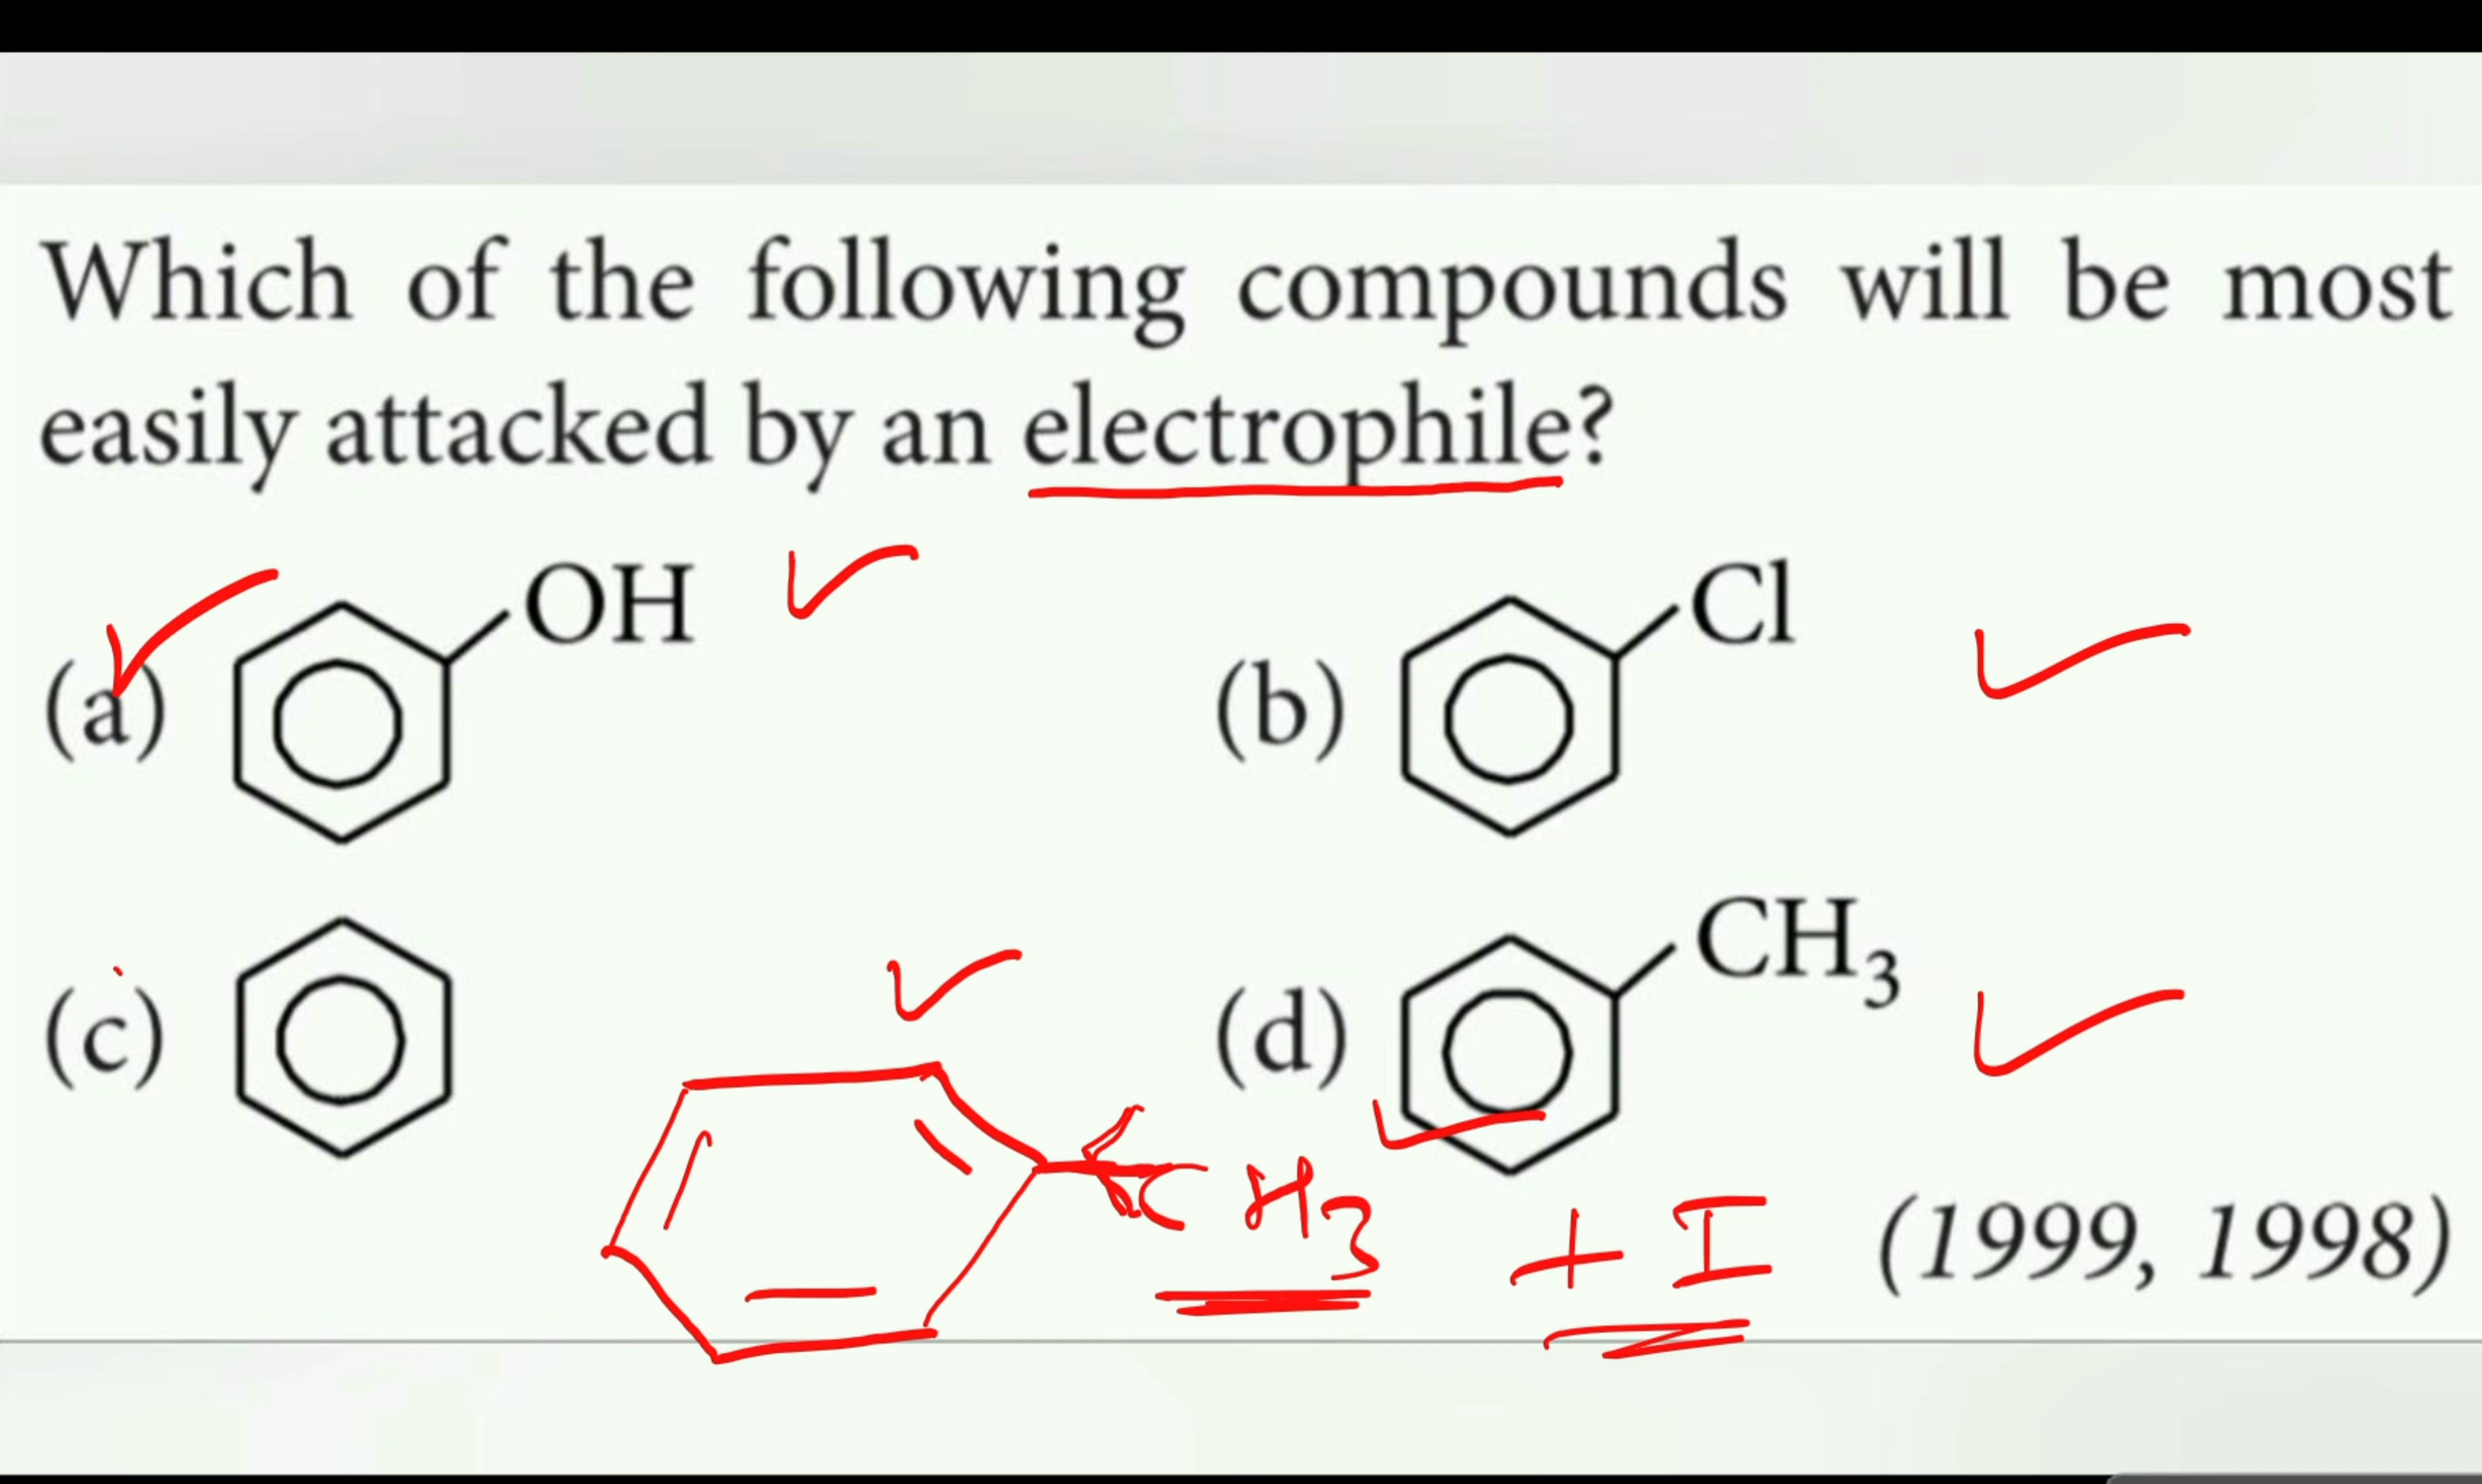 Which of the following compounds will be most
easily attacked by an electrophile?
(a) OH
(b) Cl
(c)
(d) CH₃
CH3 + I
(1999, 1998)